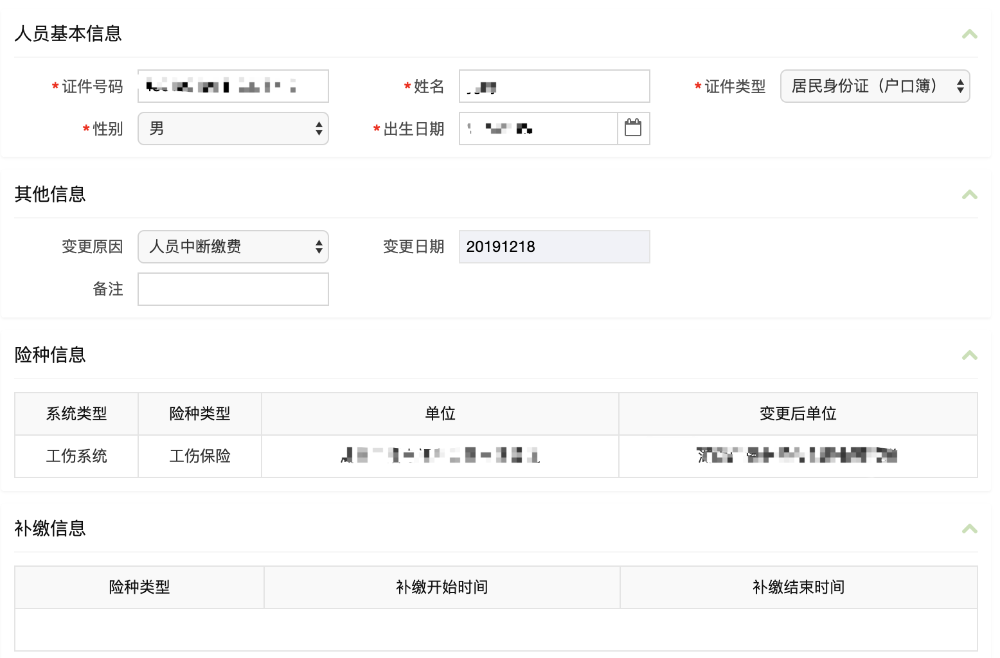 人员基本信息
*证件号码 *姓名 *证件类型 居民身份证（户口簿）
*性别 男 *出生日期
其他信息
变更原因 人员中断缴费 变更日期 20191218
备注
险种信息
系统类型 险种类型 单位 变更后单位
工伤系统 工伤保险
补缴信息
险种类型 补缴开始时间 补缴结束时间